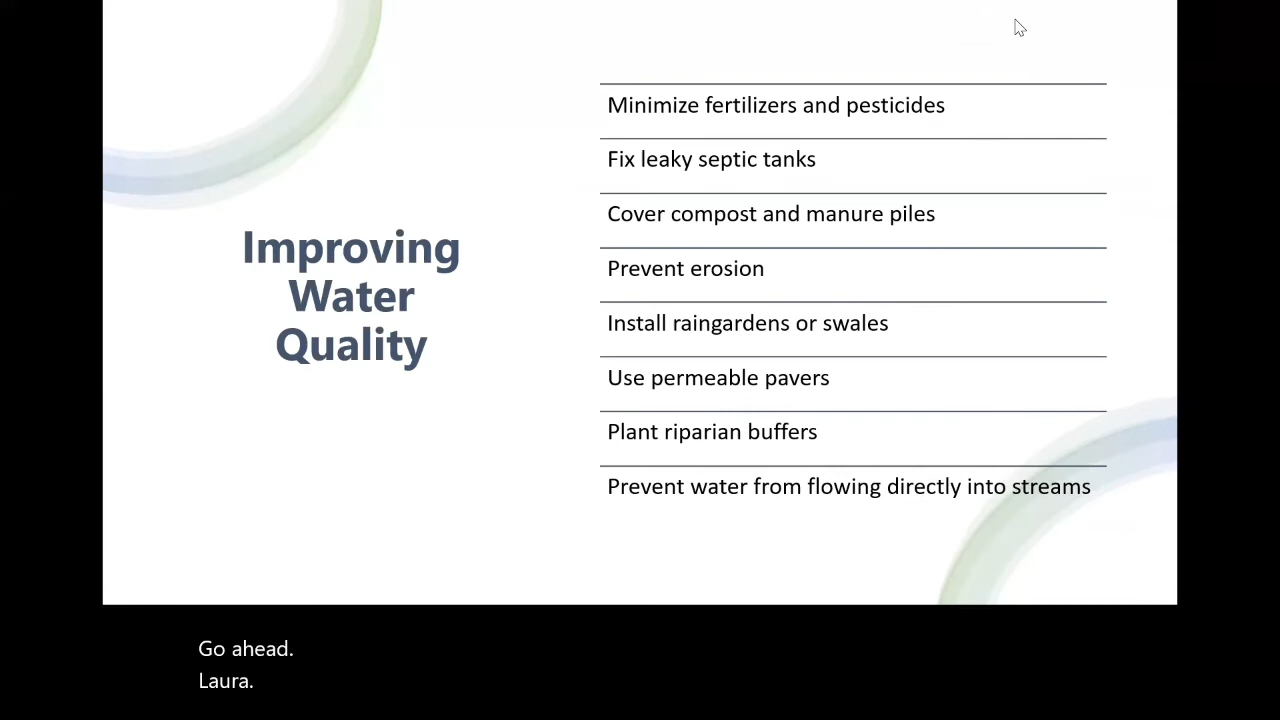 Improving
Water
Quality
Minimize fertilizers and pesticides
Fix leaky septic tanks
Cover compost and manure piles
Prevent erosion
Install raingardens or swales
Use permeable pavers
Plant riparian buffers
Prevent water from flowing directly into streams
Go ahead.
Laura.